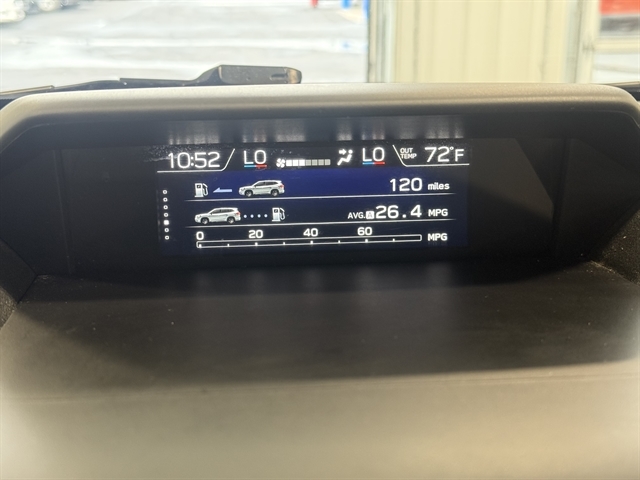 10:52 LO LO OUT TEMP 72°F
120 miles
AVG. A 26.4 MPG
0 20 40 60 MPG